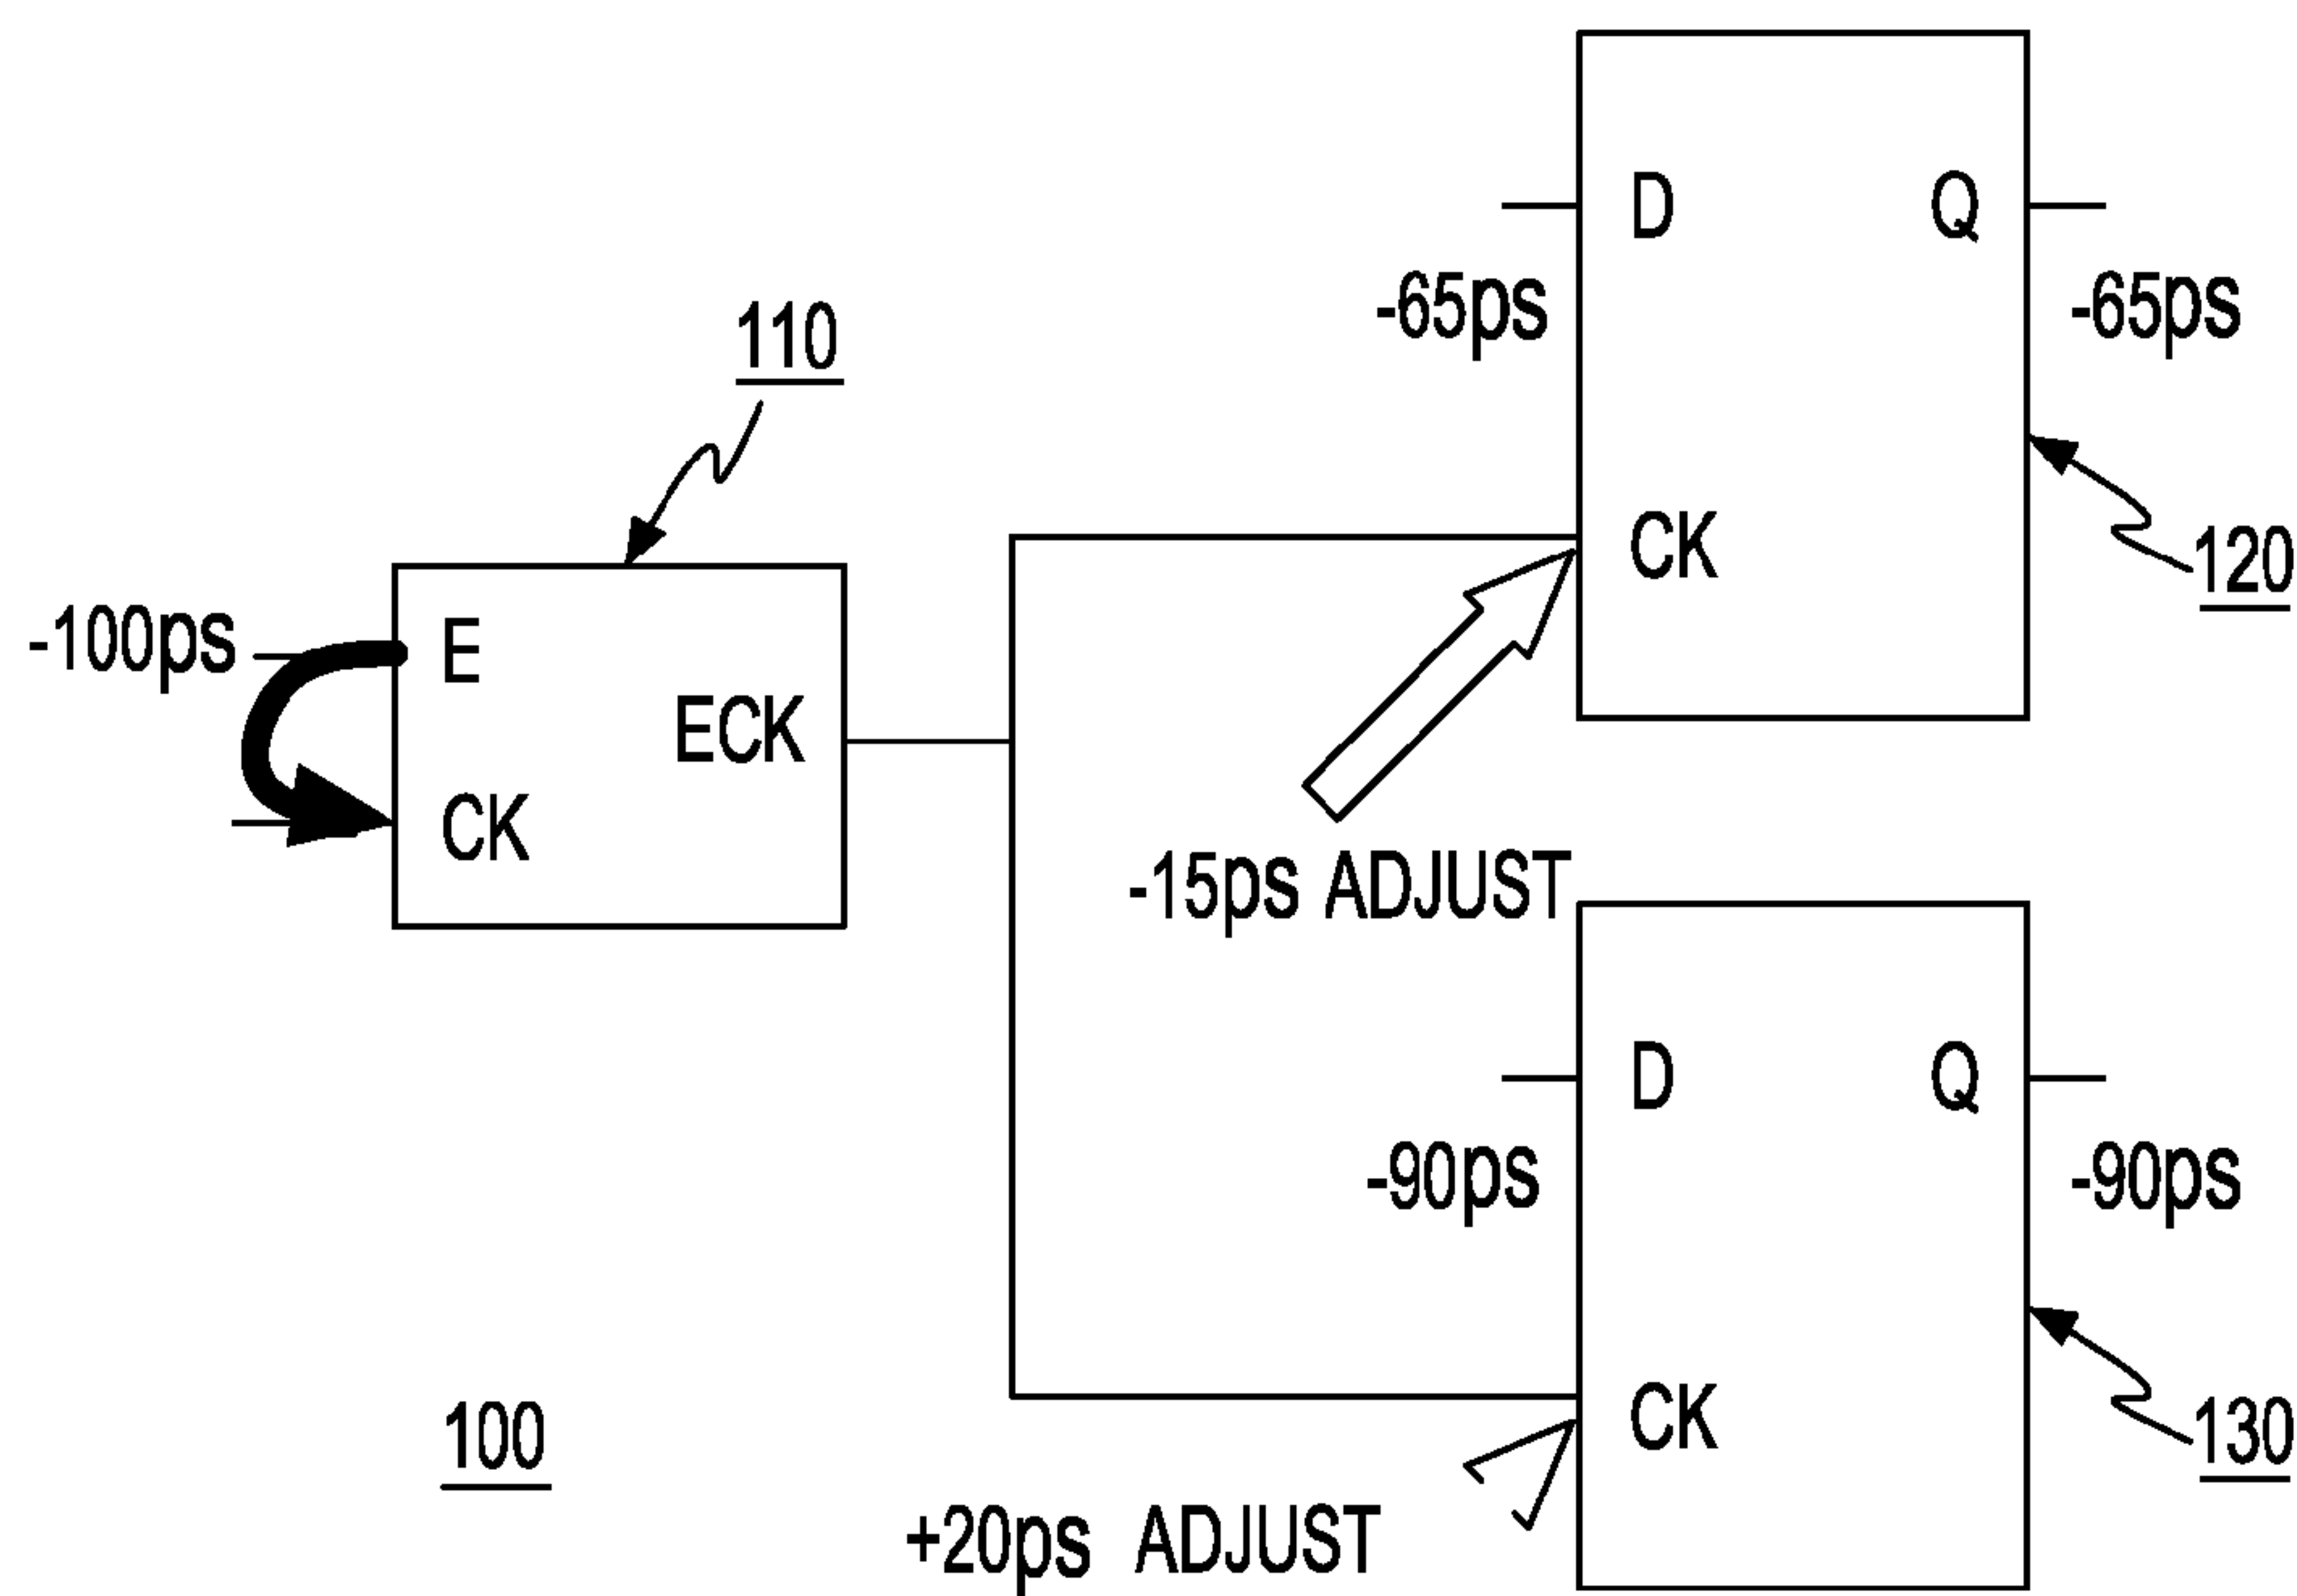 110
-100ps
E
ECK
CK
D
Q
-65ps
-65ps
CK
120
-15ps ADJUST
D
Q
-90ps
-90ps
CK
130
100
+20ps ADJUST